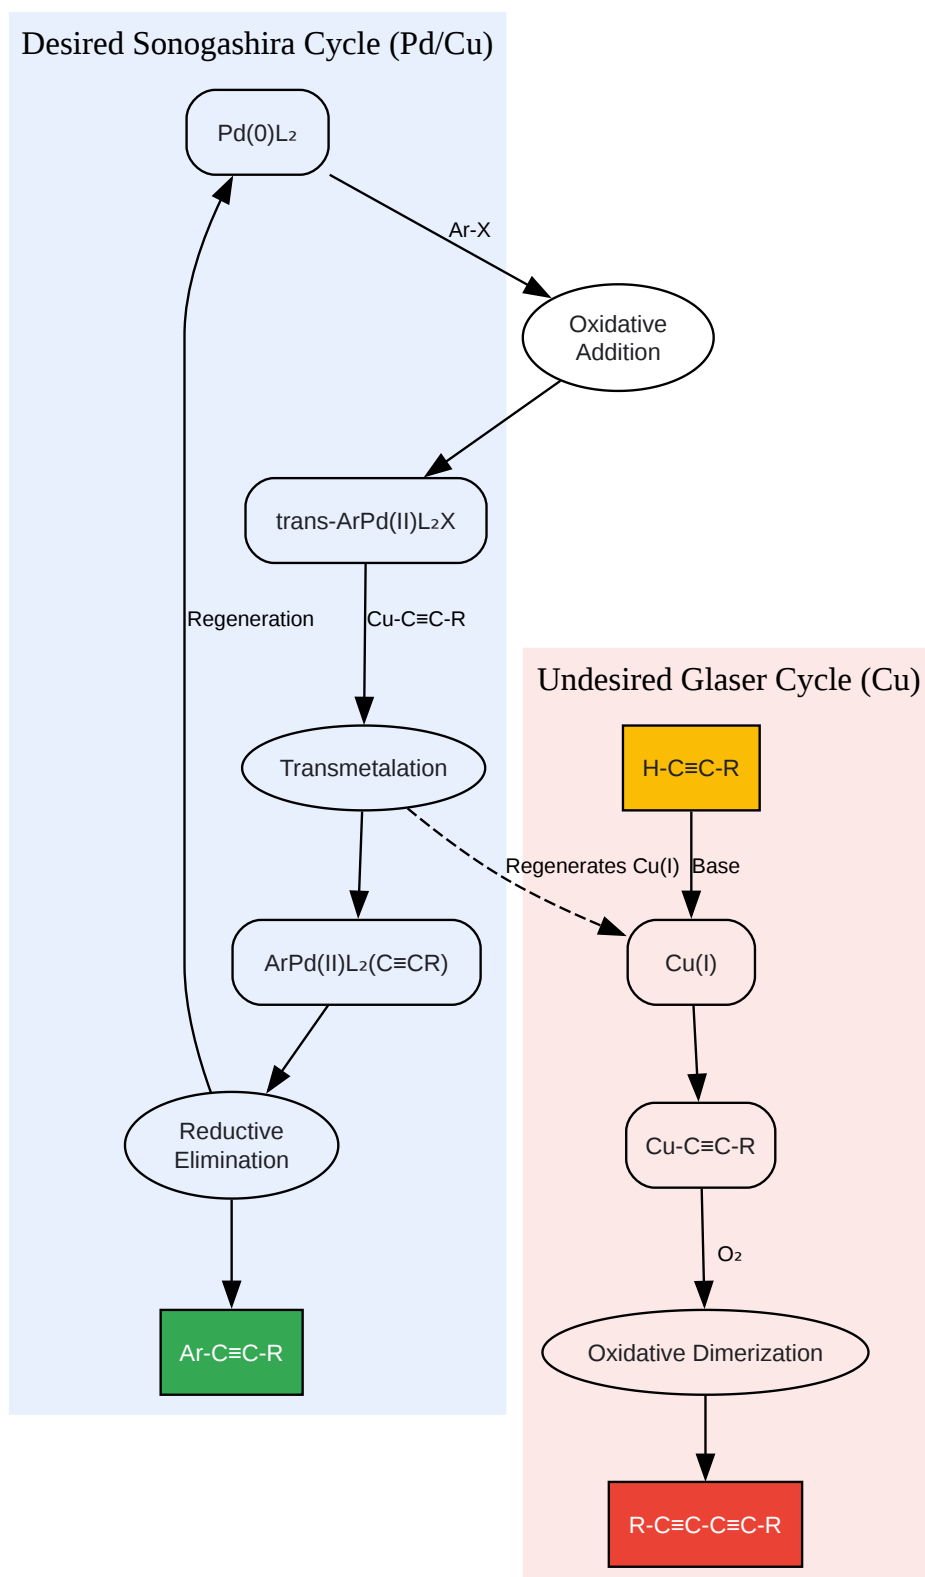 Desired Sonogashira Cycle (Pd/Cu)
Pd(0)L₂
Ar-X
Oxidative
Addition
trans-ArPd(II)L₂X
Regeneration
Cu-C≡C-R
Transmetalation
ArPd(II)L₂(C≡CR)
Reductive
Elimination
Ar-C≡C-R
Undesired Glaser Cycle (Cu)
H-C≡C-R
Regenerates Cu(I)
Base
Cu(I)
Cu-C≡C-R
O₂
Oxidative Dimerization
R-C≡C-C≡C-R